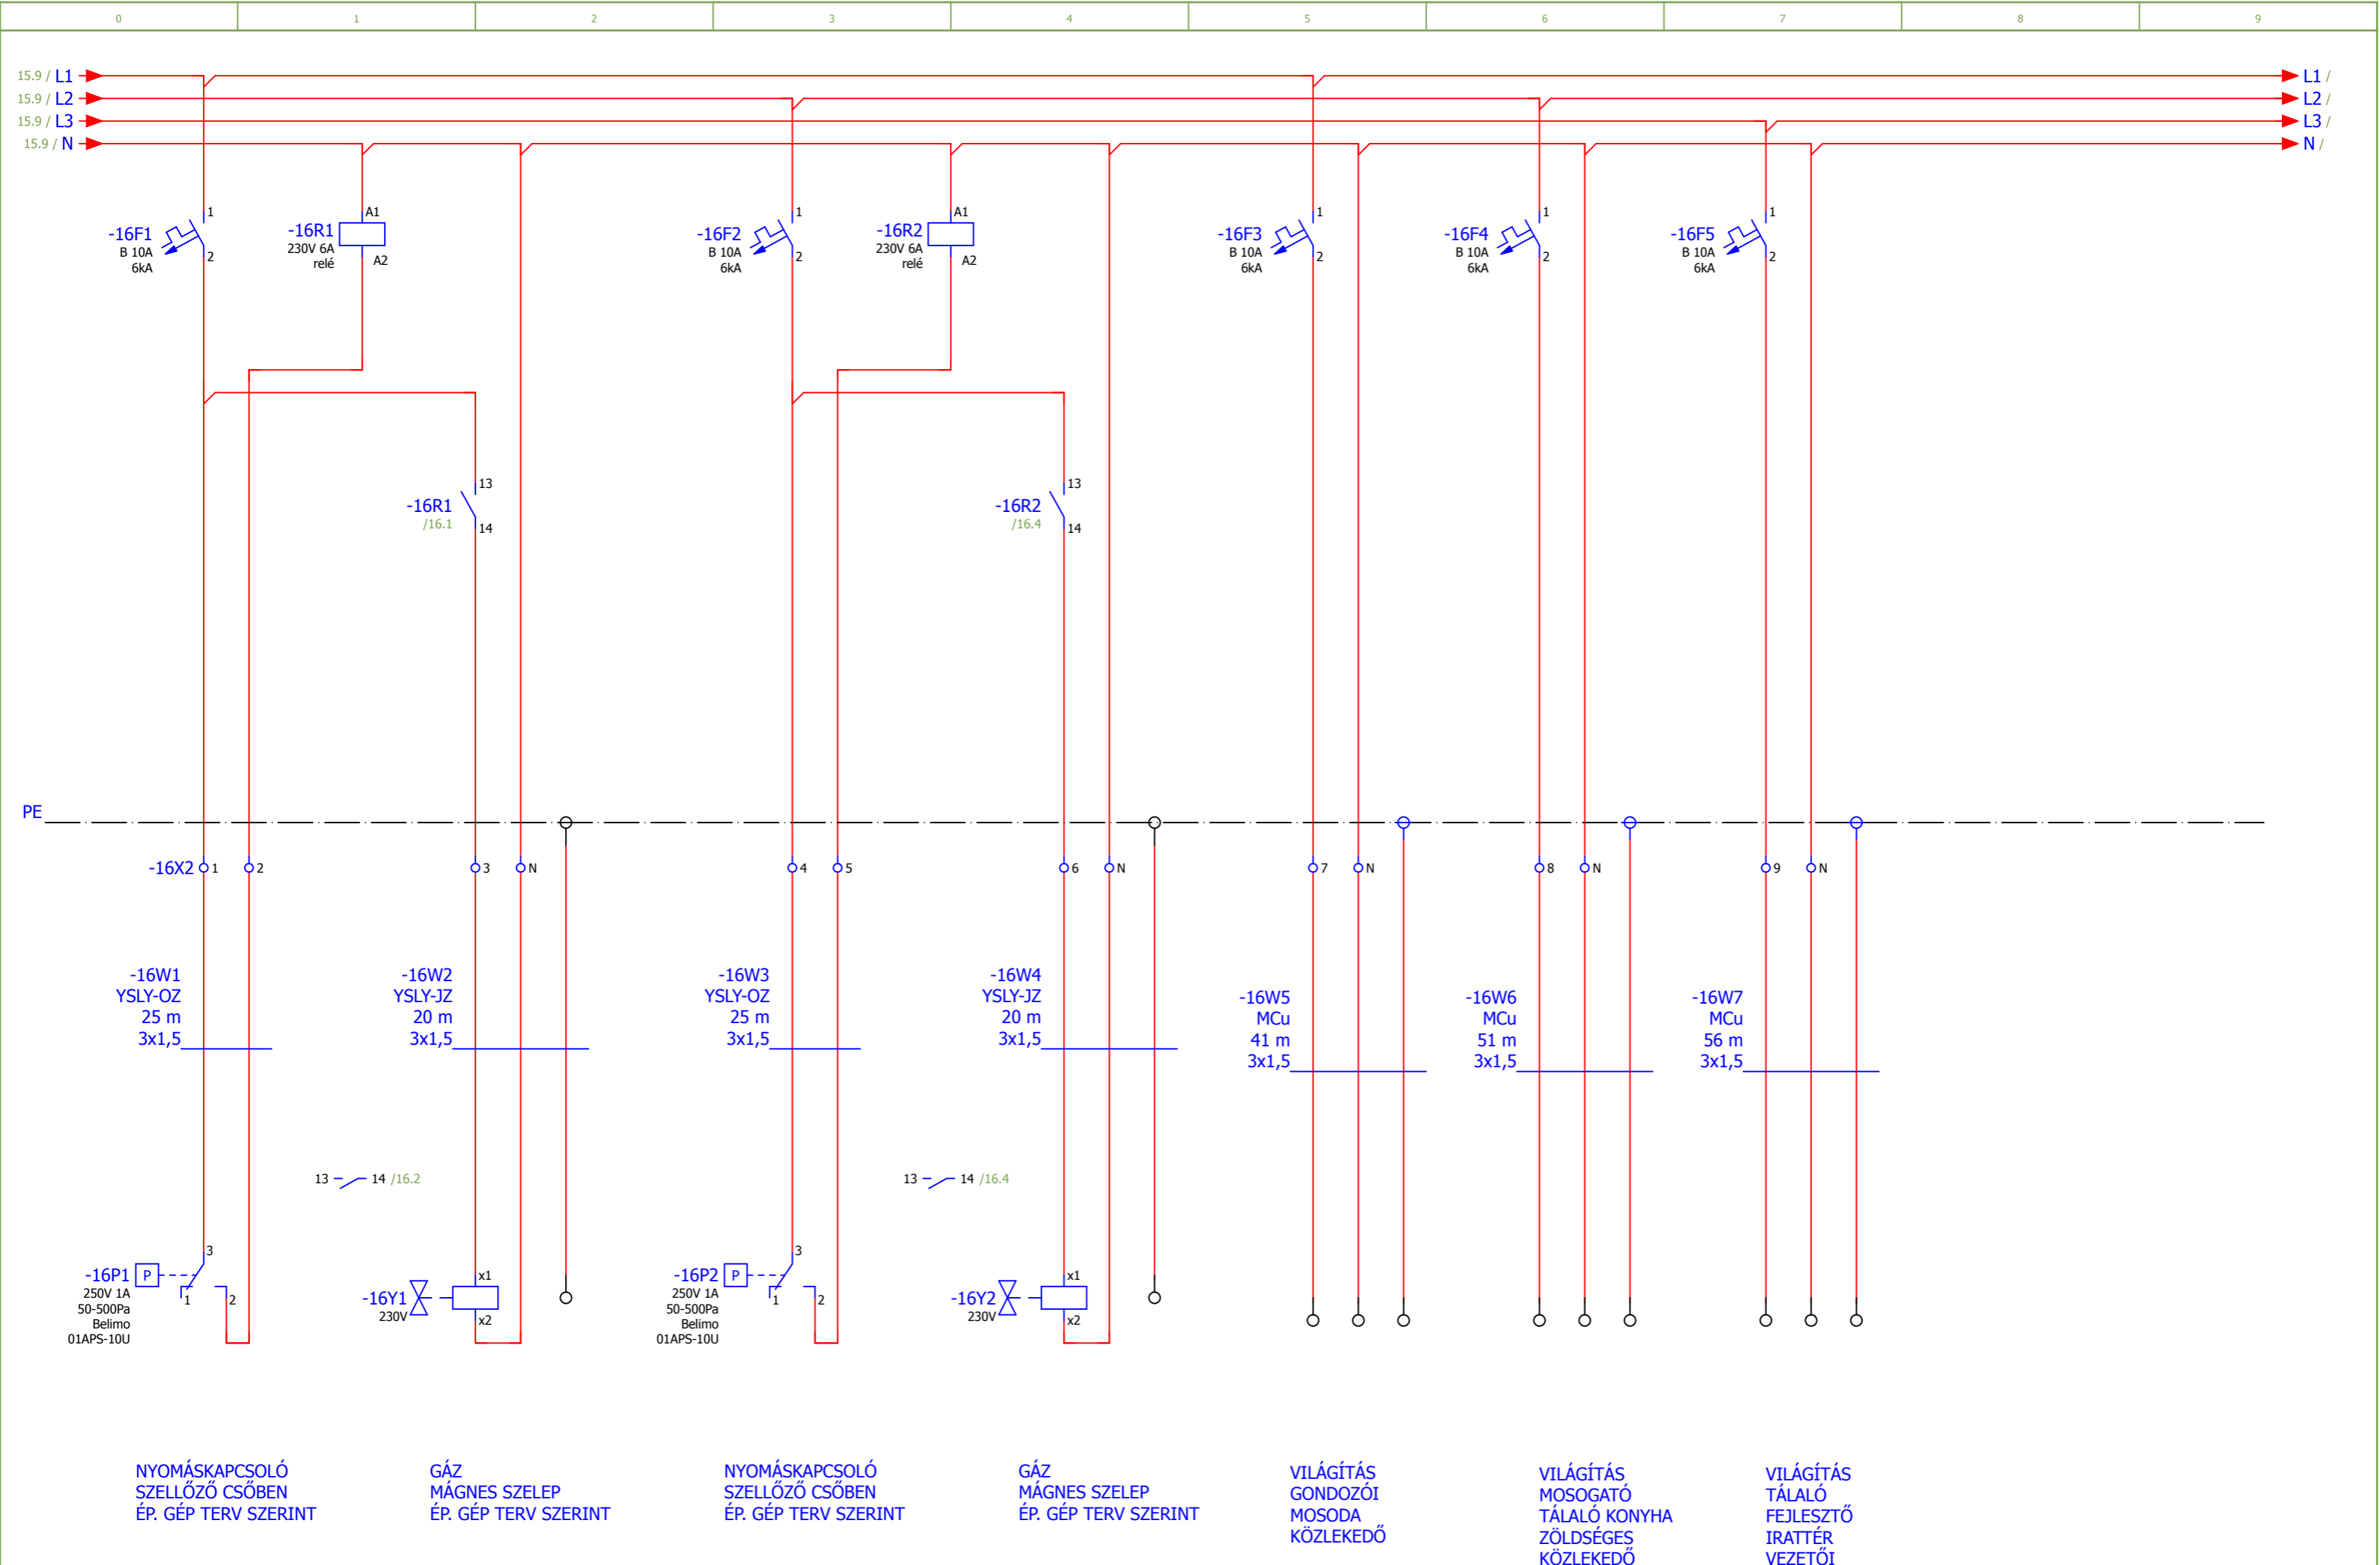 0 1 2 3 4 5 6 7 8 9
15.9 / L1
L1 /
15.9 / L2
L2 /
15.9 / L3
L3 /
15.9 / N
N /
-16F1
B 10A
6kA
1
2
-16R1
230V 6A
relé
A1
A2
-16F2
B 10A
6kA
1
2
-16R2
230V 6A
relé
A1
A2
-16F3
B 10A
6kA
1
2
-16F4
B 10A
6kA
1
2
-16F5
B 10A
6kA
1
2
-16R1
/16.1
13
14
-16R2
/16.4
13
14
PE
-16X2 1 2 3 N 4 5 6 N 7 N 8 N 9 N
-16W1
YSLY-OZ
25 m
3x1,5
-16W2
YSLY-JZ
20 m
3x1,5
-16W3
YSLY-OZ
25 m
3x1,5
-16W4
YSLY-JZ
20 m
3x1,5
-16W5
MCu
41 m
3x1,5
-16W6
MCu
51 m
3x1,5
-16W7
MCu
56 m
3x1,5
13 14 /16.2
13 14 /16.4
-16P1 P
250V 1A
50-500Pa
Belimo
01APS-10U
3
1 2
-16Y1
230V
x1
x2
-16P2 P
250V 1A
50-500Pa
Belimo
01APS-10U
3
1 2
-16Y2
230V
x1
x2
NYOMÁSKAPCSOLÓ
SZELLŐZŐ CSŐBEN
ÉP. GÉP TERV SZERINT
GÁZ
MÁGNES SZELEP
ÉP. GÉP TERV SZERINT
NYOMÁSKAPCSOLÓ
SZELLŐZŐ CSŐBEN
ÉP. GÉP TERV SZERINT
GÁZ
MÁGNES SZELEP
ÉP. GÉP TERV SZERINT
VILÁGÍTÁS
GONDOZÓI
MOSODA
KÖZLEKEDŐ
VILÁGÍTÁS
MOSOGATÓ
TÁLALÓ KONYHA
ZÖLDSÉGES
KÖZLEKEDŐ
VILÁGÍTÁS
TÁLALÓ
FEJLESZTŐ
IRATTÉR
VEZETŐI